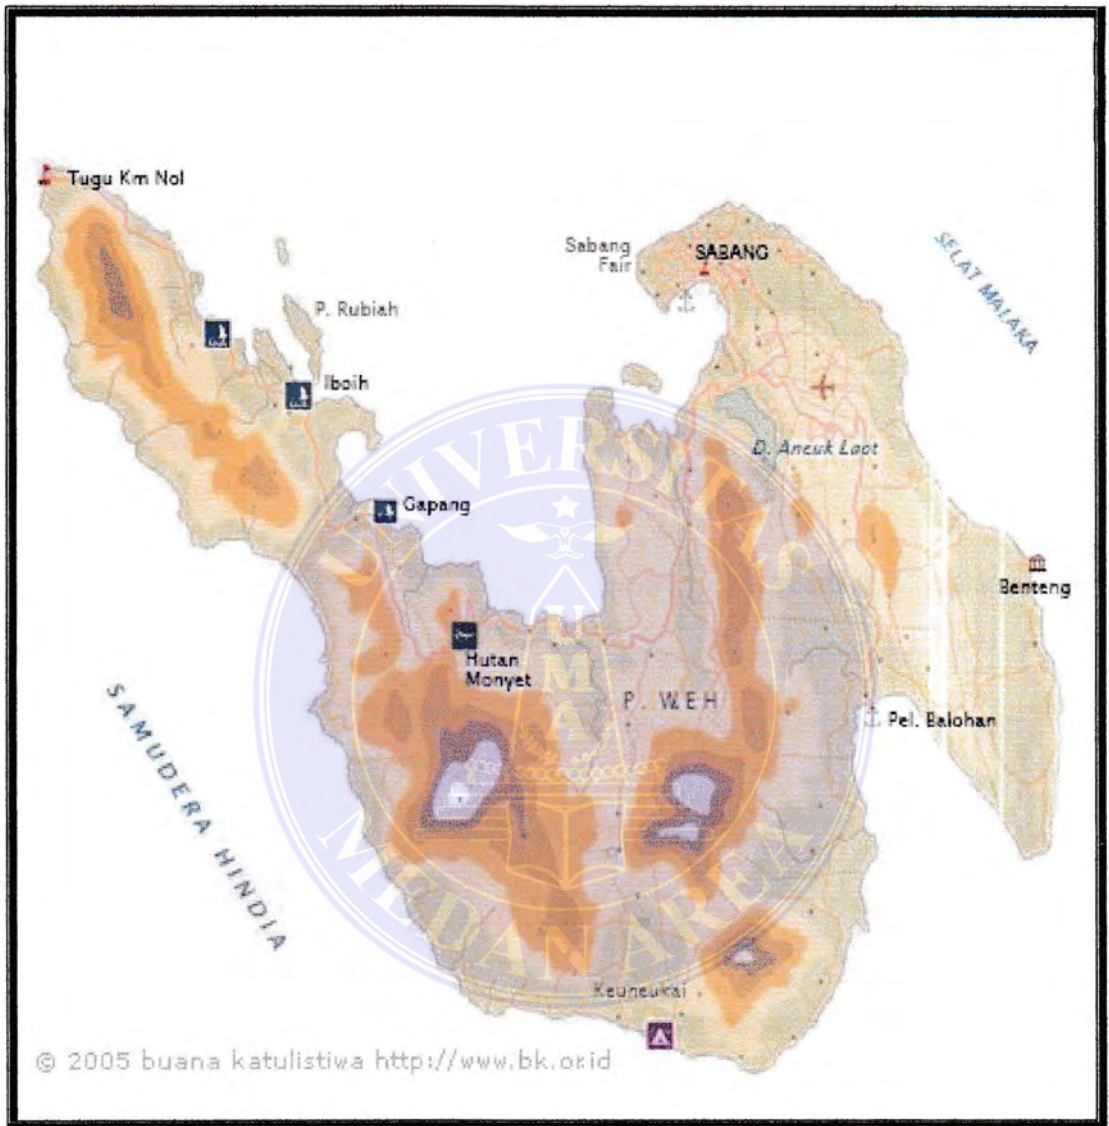 Tugu Km Nol
Sabang
Fair
SABANG
SELAT MALAKA
P. Rubiah
Iboih
D. Aneuk Laot
Gapang
Benteng
Hutan
Monyet
P. WEH
Pel. Balohan
SAMUDERA HINDIA
Keuneukai
© 2005 buana katulistiwa http://www.bk.or.id
UNIVERSITAS
UMA
MEDAN AREA